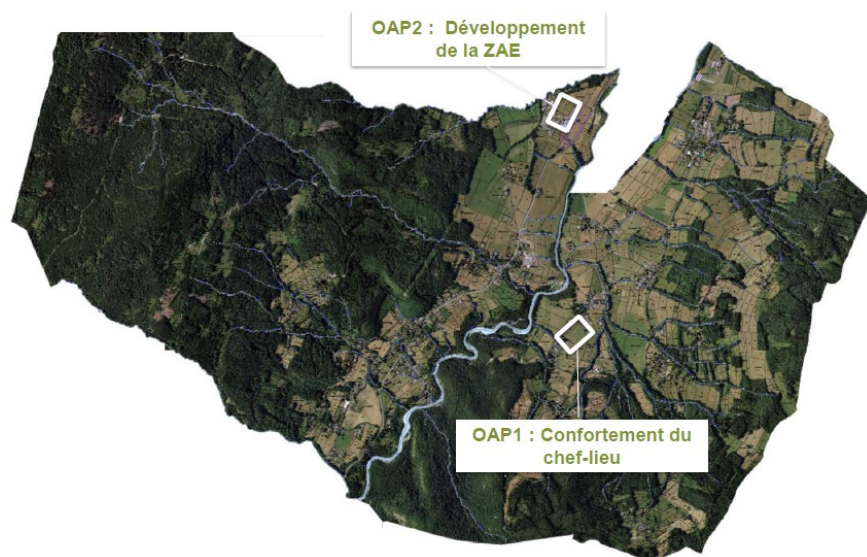 OAP2 : Développement
de la ZAE
OAP1 : Confortement du
chef-lieu